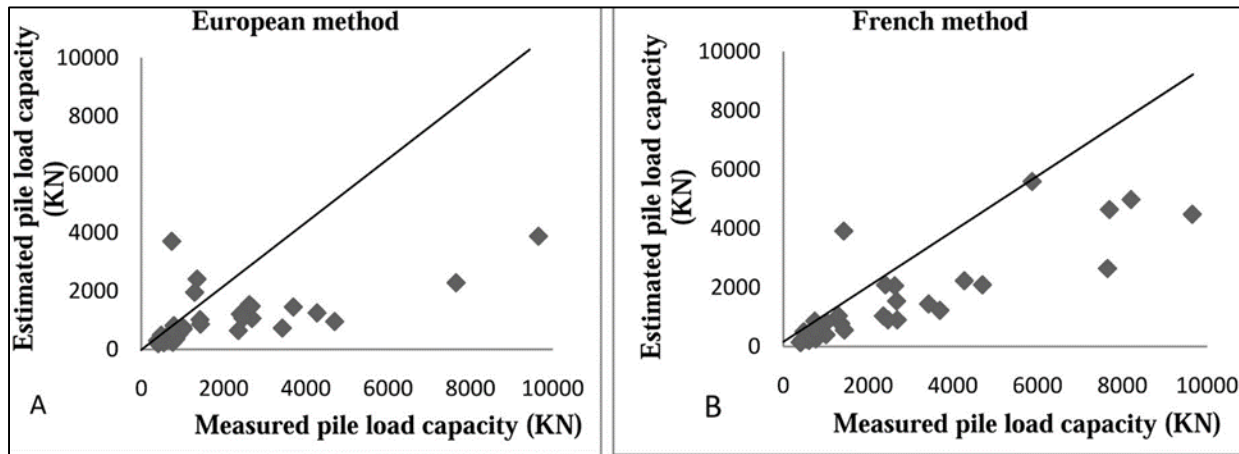 European method
Estimated pile load capacity
(KN)
10000
8000
6000
4000
2000
0
0 2000 4000 6000 8000 10000
Measured pile load capacity (KN)
A
French method
Estimated pile load capacity
(KN)
10000
8000
6000
4000
2000
0
0 2000 4000 6000 8000 10000
Measured pile load capacity (KN)
B